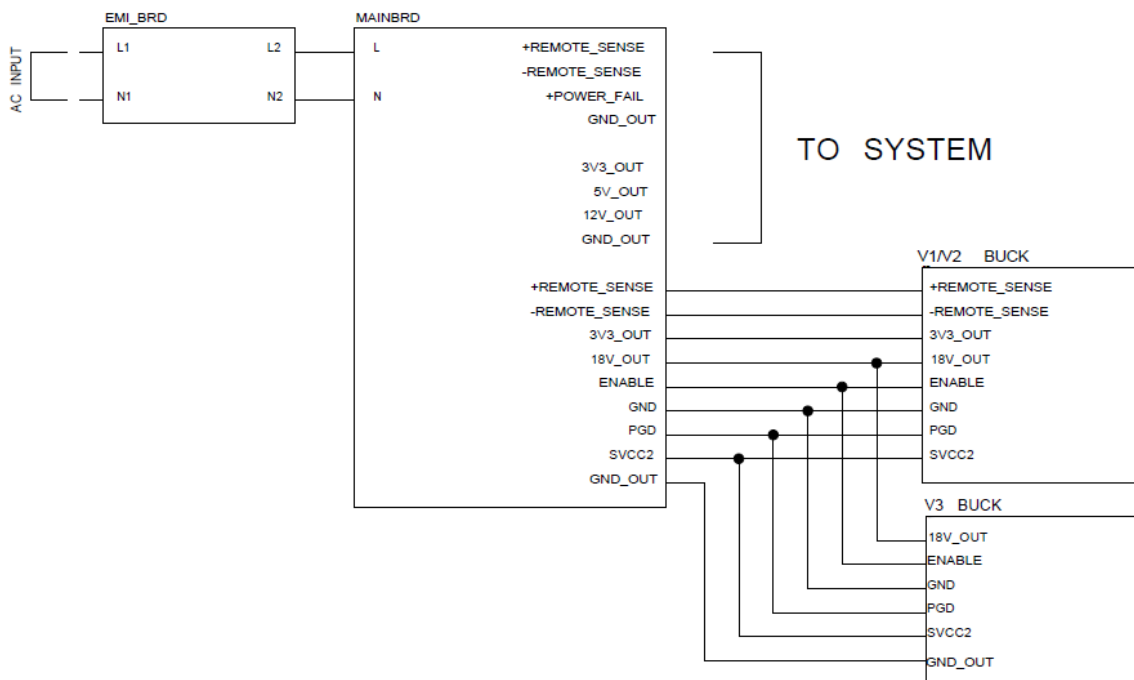 EMI_BRD
L1
L2
N1
N2
AC INPUT
MAINBRD
L
N
+REMOTE_SENSE
-REMOTE_SENSE
+POWER_FAIL
GND_OUT
3V3_OUT
5V_OUT
12V_OUT
GND_OUT
+REMOTE_SENSE
-REMOTE_SENSE
3V3_OUT
18V_OUT
ENABLE
GND
PGD
SVCC2
GND_OUT
TO SYSTEM
V1/V2 BUCK
+REMOTE_SENSE
-REMOTE_SENSE
3V3_OUT
18V_OUT
ENABLE
GND
PGD
SVCC2
V3 BUCK
18V_OUT
ENABLE
GND
PGD
SVCC2
GND_OUT